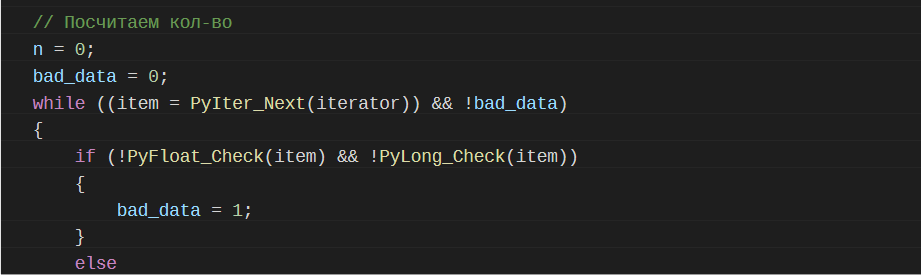 // Посчитаем кол-во
n = 0;
bad_data = 0;
while ((item = PyIter_Next(iterator)) && !bad_data)
{
    if (!PyFloat_Check(item) && !PyLong_Check(item))
    {
        bad_data = 1;
    }
    else